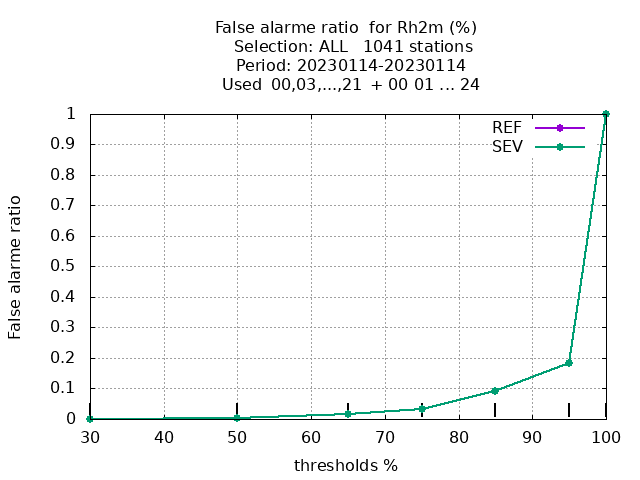 False alarme ratio  for Rh2m (%)
Selection: ALL   1041 stations
Period: 20230114-20230114
Used  00,03,...,21  + 00 01 ... 24
REF
SEV
False alarme ratio
1
0.9
0.8
0.7
0.6
0.5
0.4
0.3
0.2
0.1
0
30 40 50 60 70 80 90 100
thresholds %